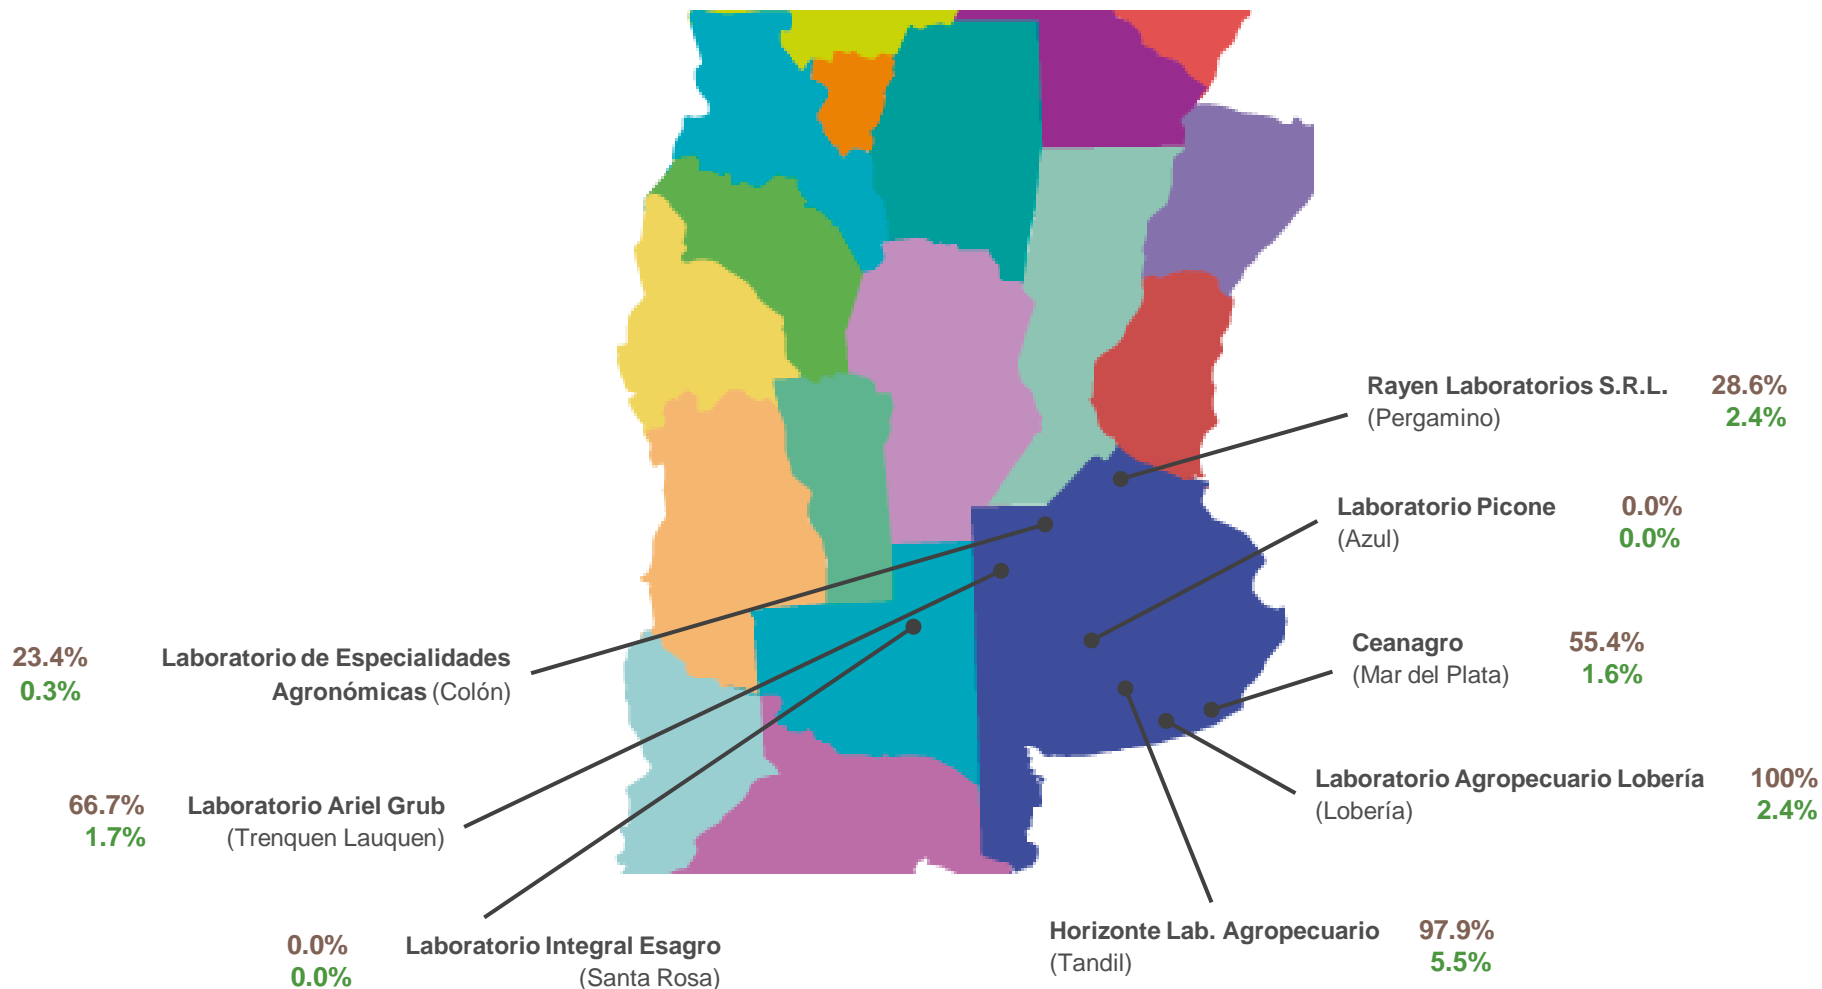 Rayen Laboratorios S.R.L. 28.6%
(Pergamino) 2.4%
Laboratorio Picone 0.0%
(Azul) 0.0%
Ceanagro 55.4%
(Mar del Plata) 1.6%
23.4% Laboratorio de Especialidades
0.3% Agronómicas (Colón)
Laboratorio Agropecuario Lobería 100%
(Lobería) 2.4%
66.7% Laboratorio Ariel Grub
1.7% (Trenquen Lauquen)
Horizonte Lab. Agropecuario 97.9%
(Tandil) 5.5%
0.0% Laboratorio Integral Esagro
0.0% (Santa Rosa)